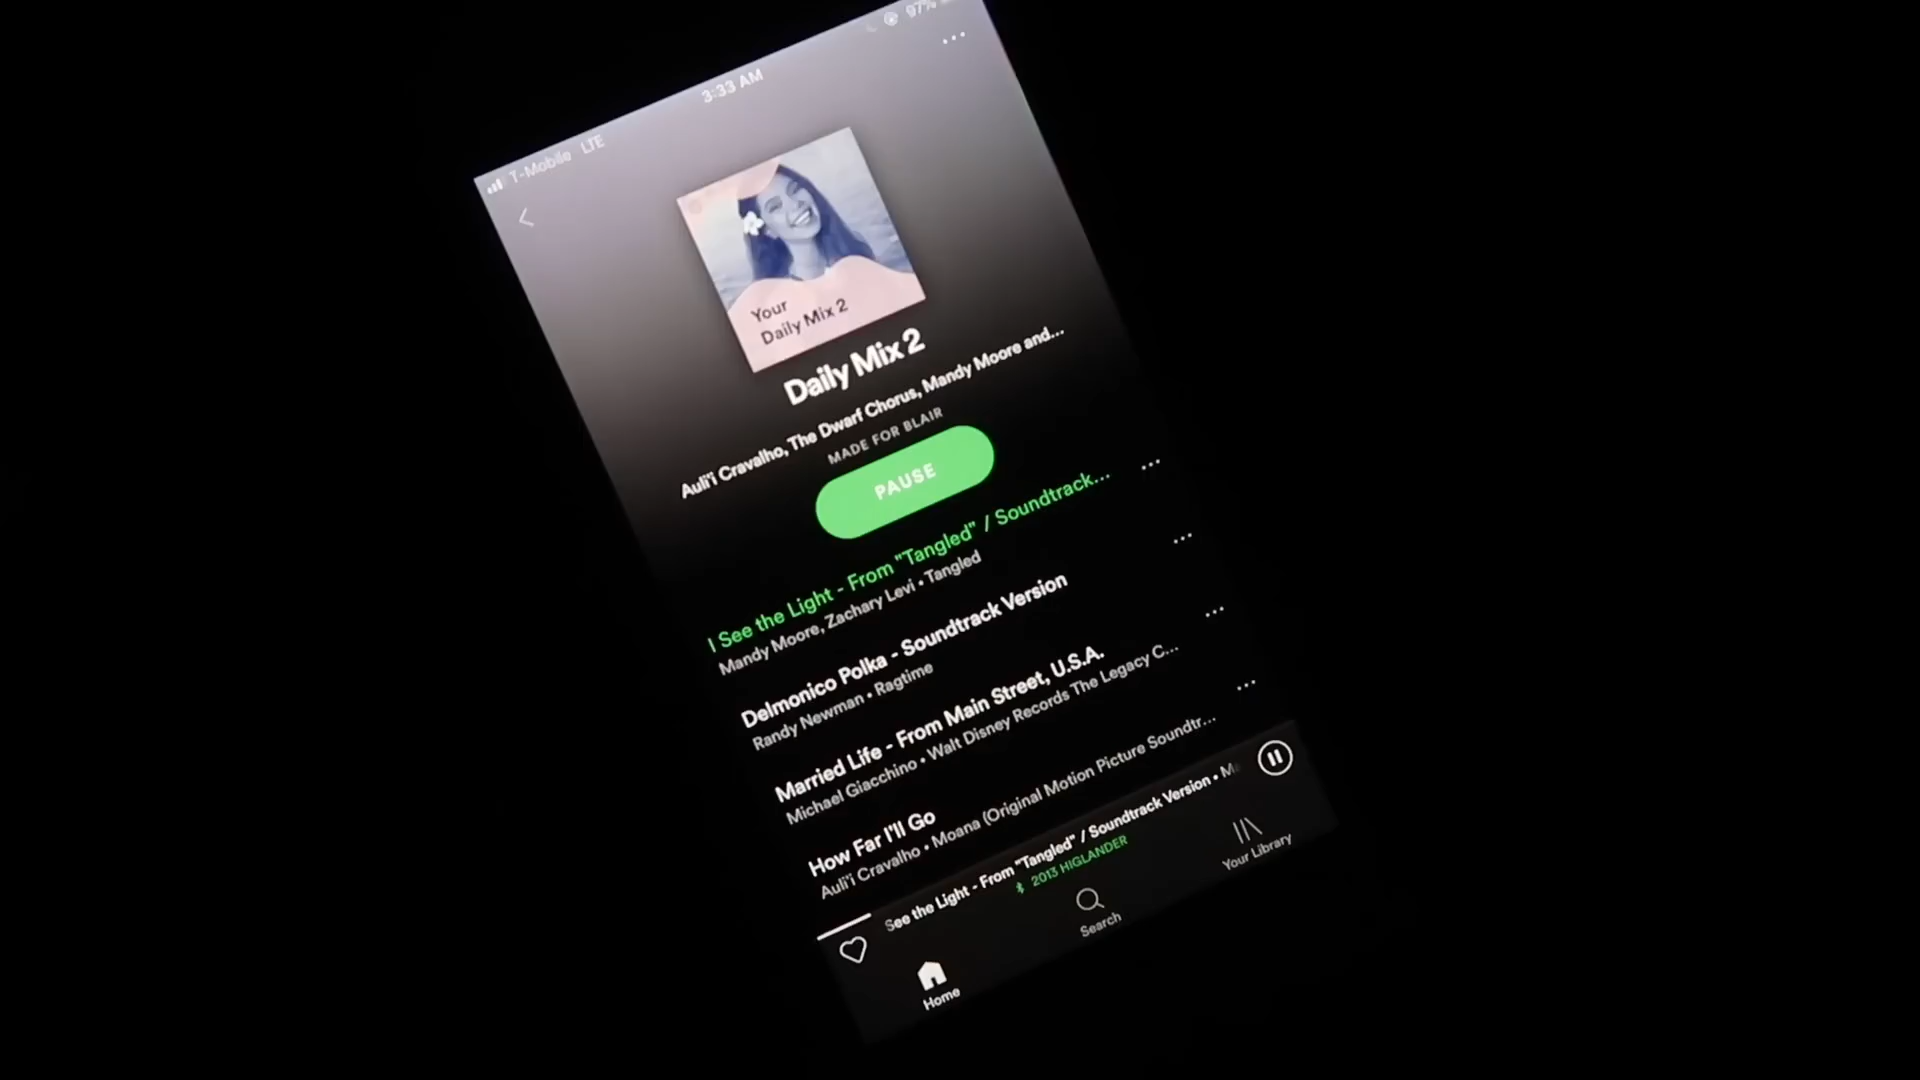 T-Mobile LTE
3:33 AM
97%
Your
Daily Mix 2
Daily Mix 2
Auli'i Cravalho, The Dwarf Chorus, Mandy Moore and...
MADE FOR BLAIR
PAUSE
I See the Light - From "Tangled" / Soundtrack...
Mandy Moore, Zachary Levi • Tangled
Delmonico Polka - Soundtrack Version
Randy Newman • Ragtime
Married Life - From Main Street, U.S.A.
Michael Giacchino • Walt Disney Records The Legacy C...
How Far I'll Go
Auli'i Cravalho • Moana (Original Motion Picture Soundtr...
See the Light - From "Tangled" / Soundtrack Version •
2013 HIGLANDER
Home
Search
Your Library